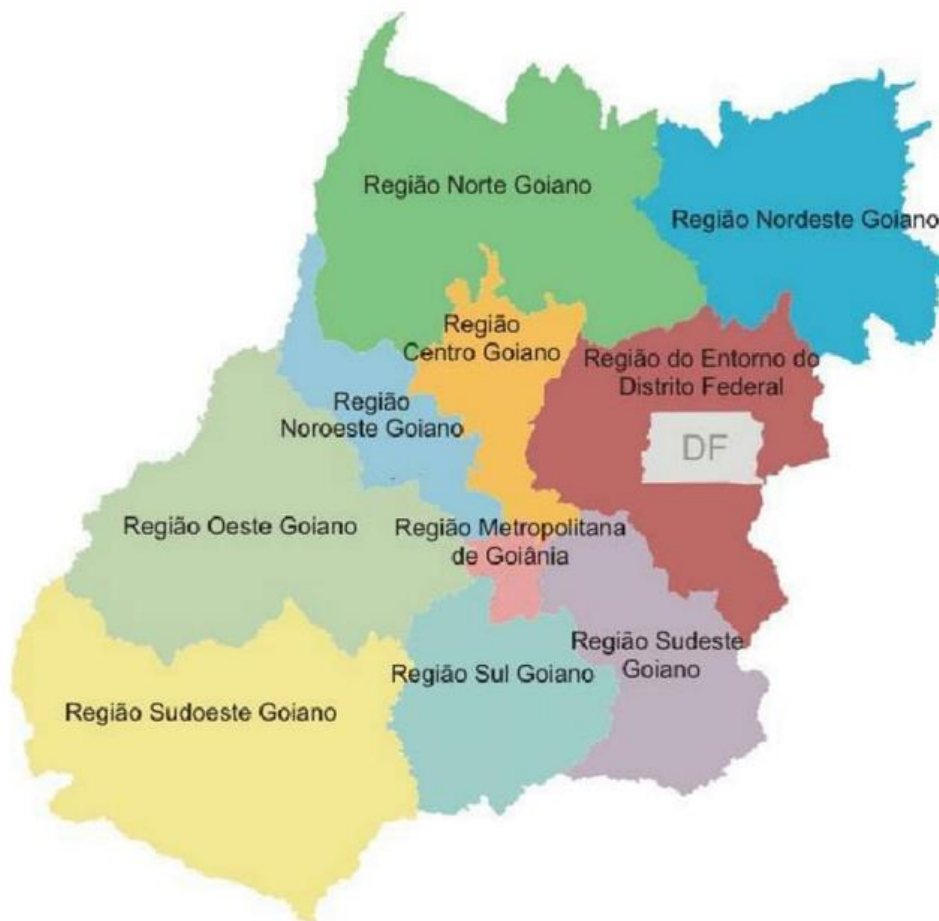 Região Norte Goiano
Região Nordeste Goiano
Região
Centro Goiano
Região do Entorno do
Distrito Federal
Região
Noroeste Goiano
DF
Região Oeste Goiano
Região Metropolitana
de Goiânia
Região Sudeste
Goiano
Região Sul Goiano
Região Sudoeste Goiano